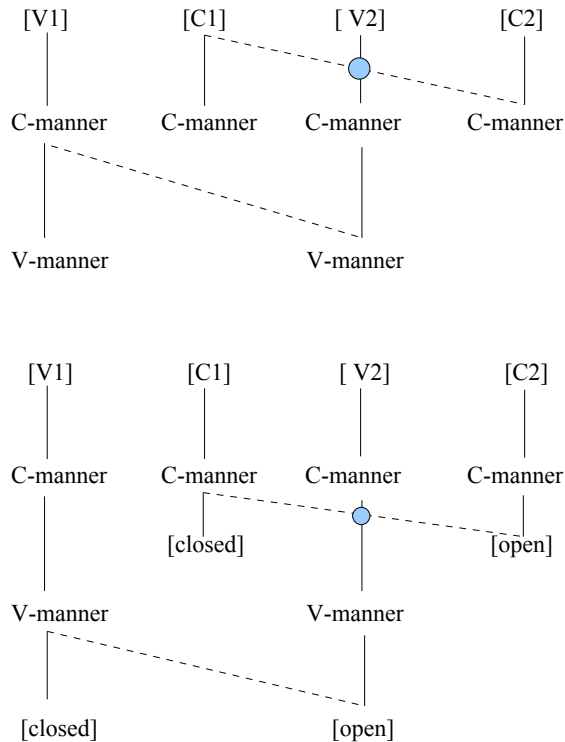 [V1] [C1] [ V2] [C2]
C-manner C-manner C-manner C-manner
V-manner V-manner
[V1] [C1] [ V2] [C2]
C-manner C-manner C-manner C-manner
[closed] [open]
V-manner V-manner
[closed] [open]